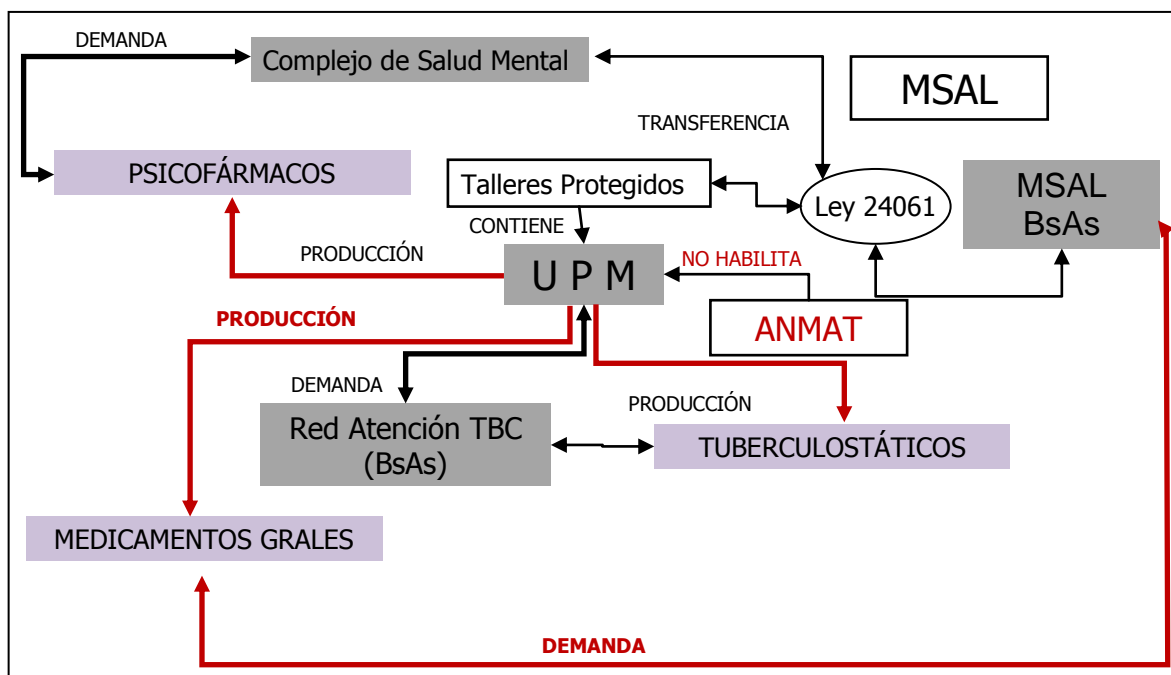 DEMANDA
Complejo de Salud Mental
MSAL
TRANSFERENCIA
PSICOFÁRMACOS
Talleres Protegidos
Ley 24061
MSAL
BsAs
CONTIENE
PRODUCCIÓN
U P M
NO HABILITA
PRODUCCIÓN
ANMAT
DEMANDA
PRODUCCIÓN
Red Atención TBC
(BsAs)
TUBERCULOSTÁTICOS
MEDICAMENTOS GRALES
DEMANDA